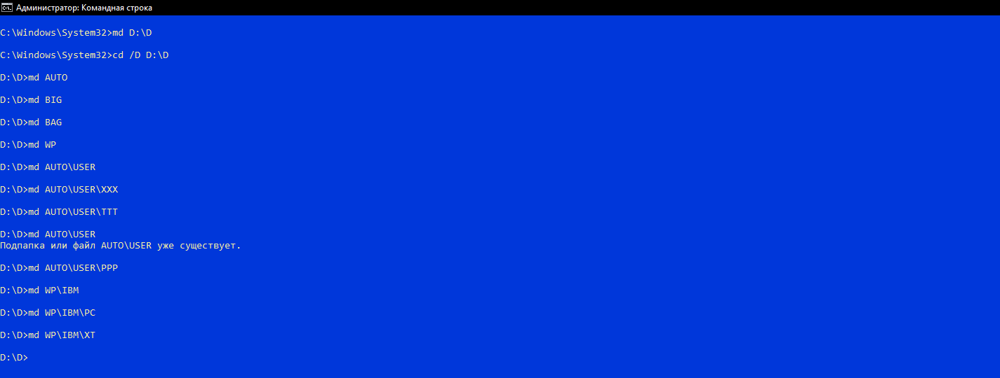 Администратор: Командная строка
C:\Windows\System32>md D:\D
C:\Windows\System32>cd /D D:\D
D:\D>md AUTO
D:\D>md BIG
D:\D>md BAG
D:\D>md WP
D:\D>md AUTO\USER
D:\D>md AUTO\USER\XXX
D:\D>md AUTO\USER\TTT
D:\D>md AUTO\USER
Подпапка или файл AUTO\USER уже существует.
D:\D>md AUTO\USER\PPP
D:\D>md WP\IBM
D:\D>md WP\IBM\PC
D:\D>md WP\IBM\XT
D:\D>